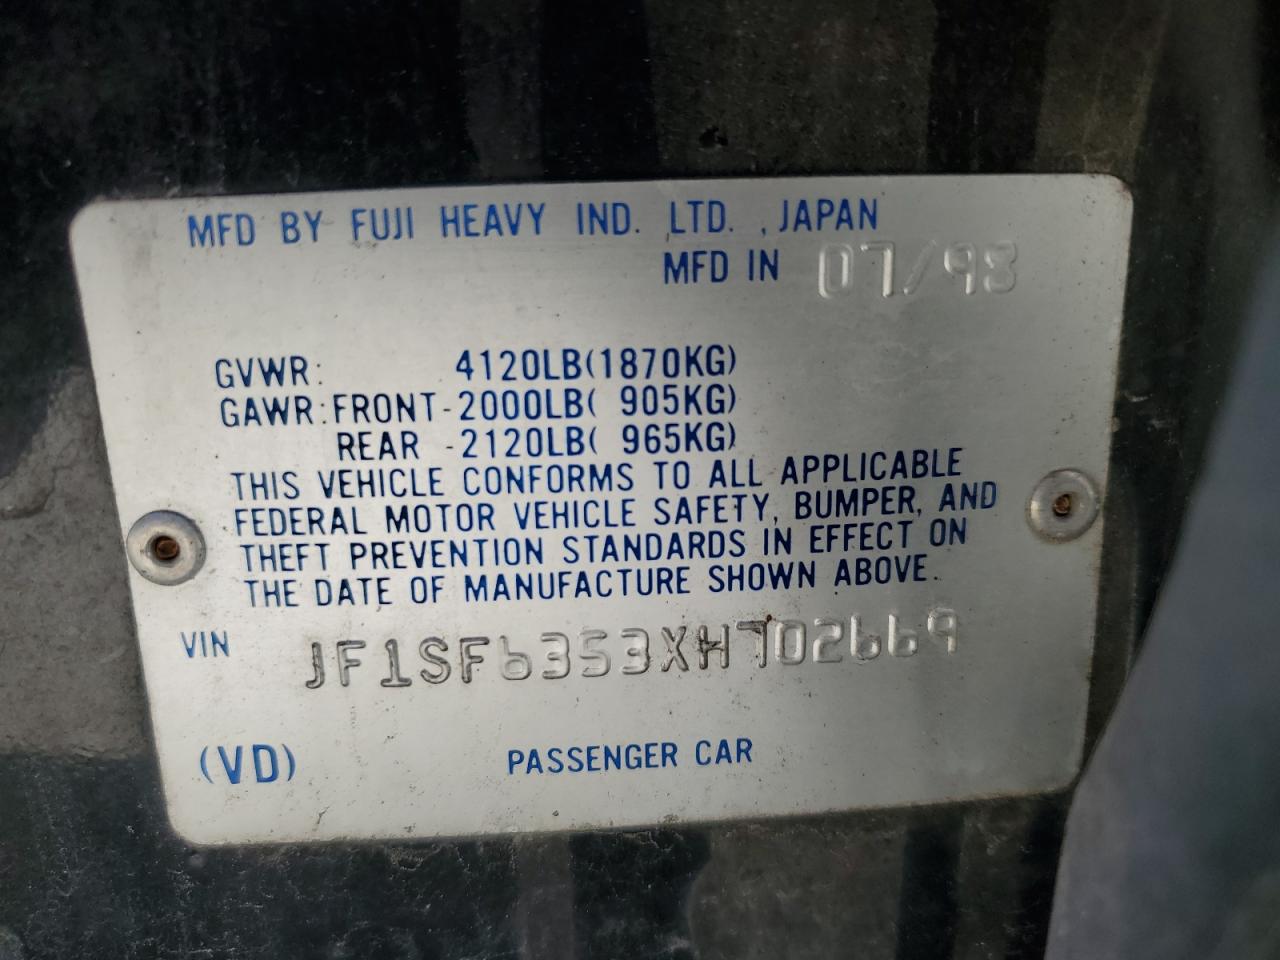 MFD BY FUJI HEAVY IND. LTD. , JAPAN
MFD IN 07/98
GVWR: 4120LB(1870KG)
GAWR:FRONT-2000LB( 905KG)
REAR -2120LB( 965KG)
THIS VEHICLE CONFORMS TO ALL APPLICABLE
FEDERAL MOTOR VEHICLE SAFETY, BUMPER, AND
THEFT PREVENTION STANDARDS IN EFFECT ON
THE DATE OF MANUFACTURE SHOWN ABOVE.
VIN JF1SF6353XH702669
(VD) PASSENGER CAR